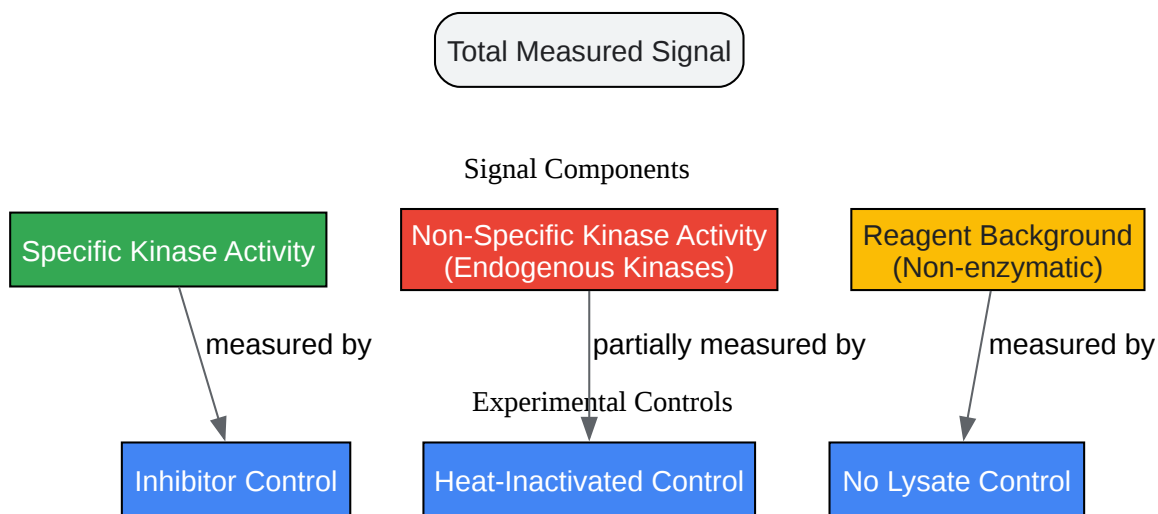 Total Measured Signal
Signal Components
Specific Kinase Activity
Non-Specific Kinase Activity
(Endogenous Kinases)
Reagent Background
(Non-enzymatic)
measured by
partially measured by
measured by
Experimental Controls
Inhibitor Control
Heat-Inactivated Control
No Lysate Control